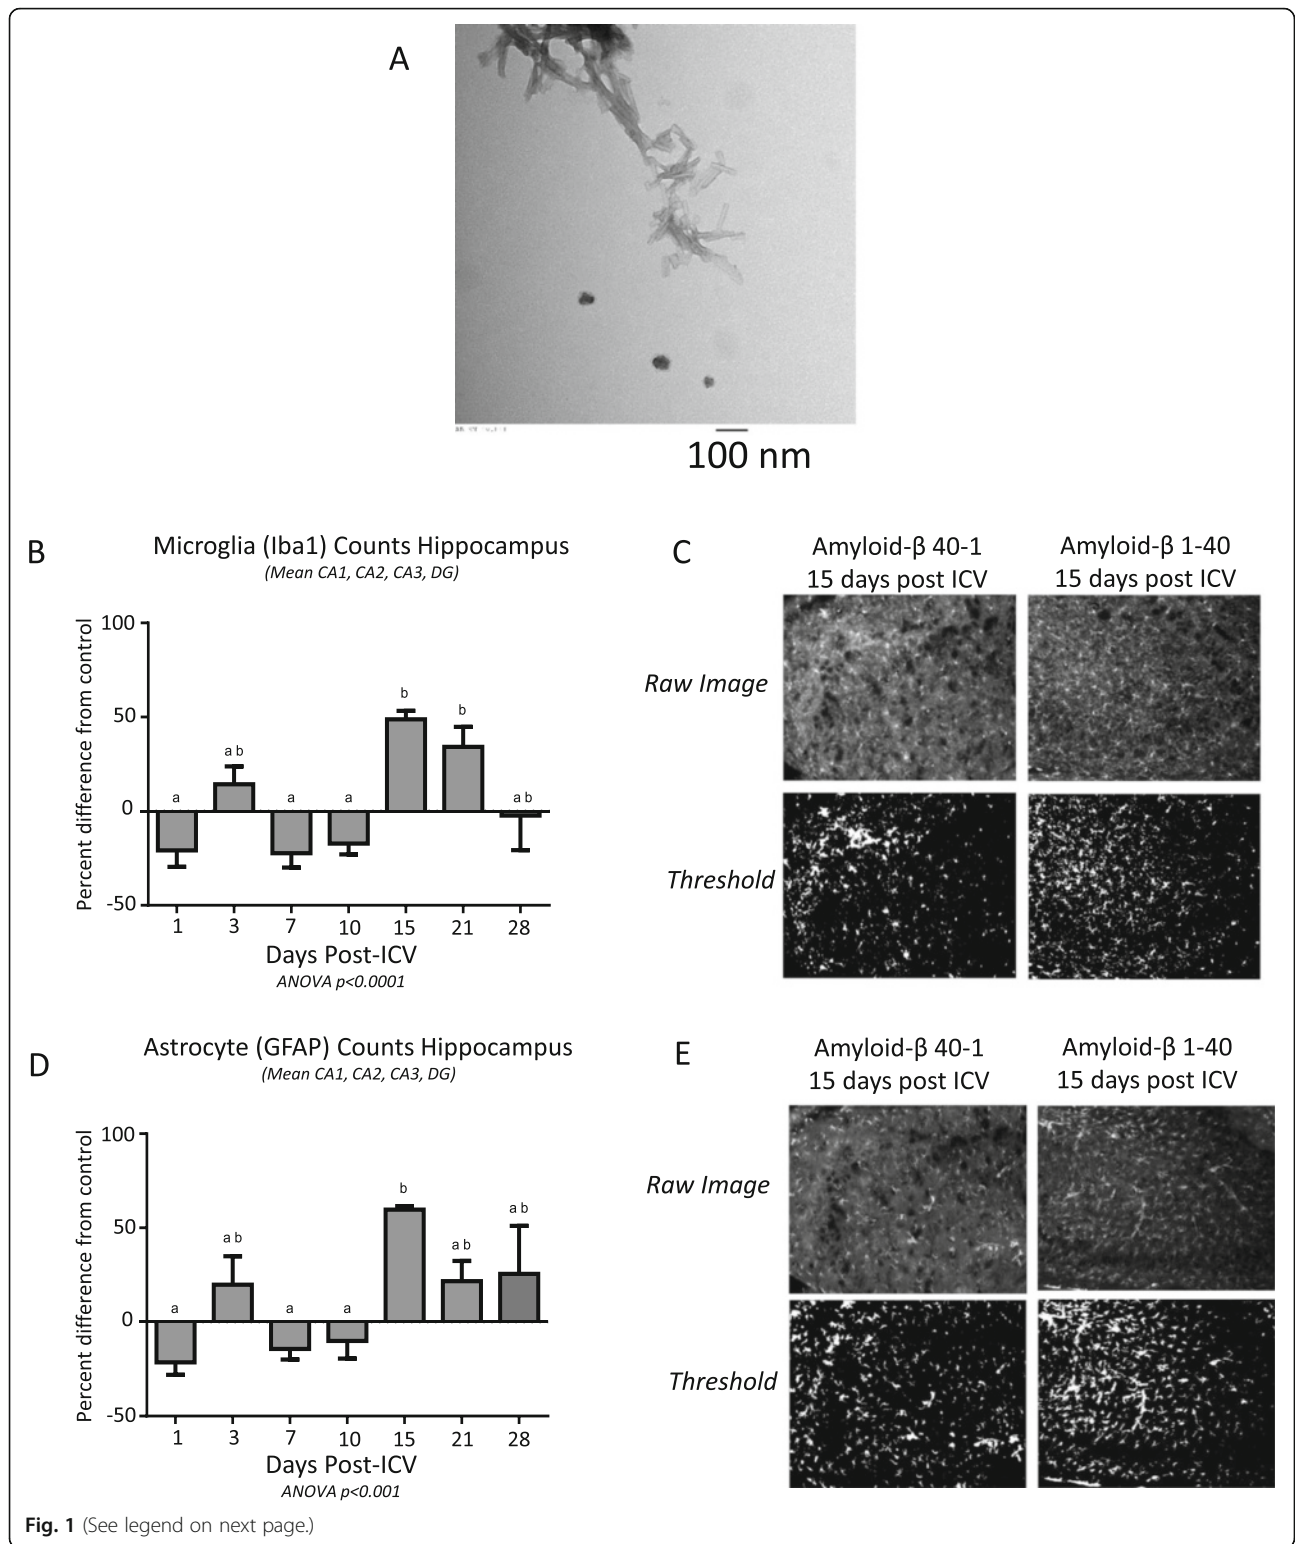 A
100 nm
B
Microglia (Iba1) Counts Hippocampus
(Mean CA1, CA2, CA3, DG)
Percent difference from control
100
50
0
-50
a
a b
a
a
b
b
a b
1 3 7 10 15 21 28
Days Post-ICV
ANOVA p<0.0001
C
Amyloid-β 40-1
15 days post ICV
Amyloid-β 1-40
15 days post ICV
Raw Image
Threshold
D
Astrocyte (GFAP) Counts Hippocampus
(Mean CA1, CA2, CA3, DG)
Percent difference from control
100
50
0
-50
a
a b
a
a
b
a b
a b
1 3 7 10 15 21 28
Days Post-ICV
ANOVA p<0.001
E
Amyloid-β 40-1
15 days post ICV
Amyloid-β 1-40
15 days post ICV
Raw Image
Threshold
Fig. 1 (See legend on next page.)